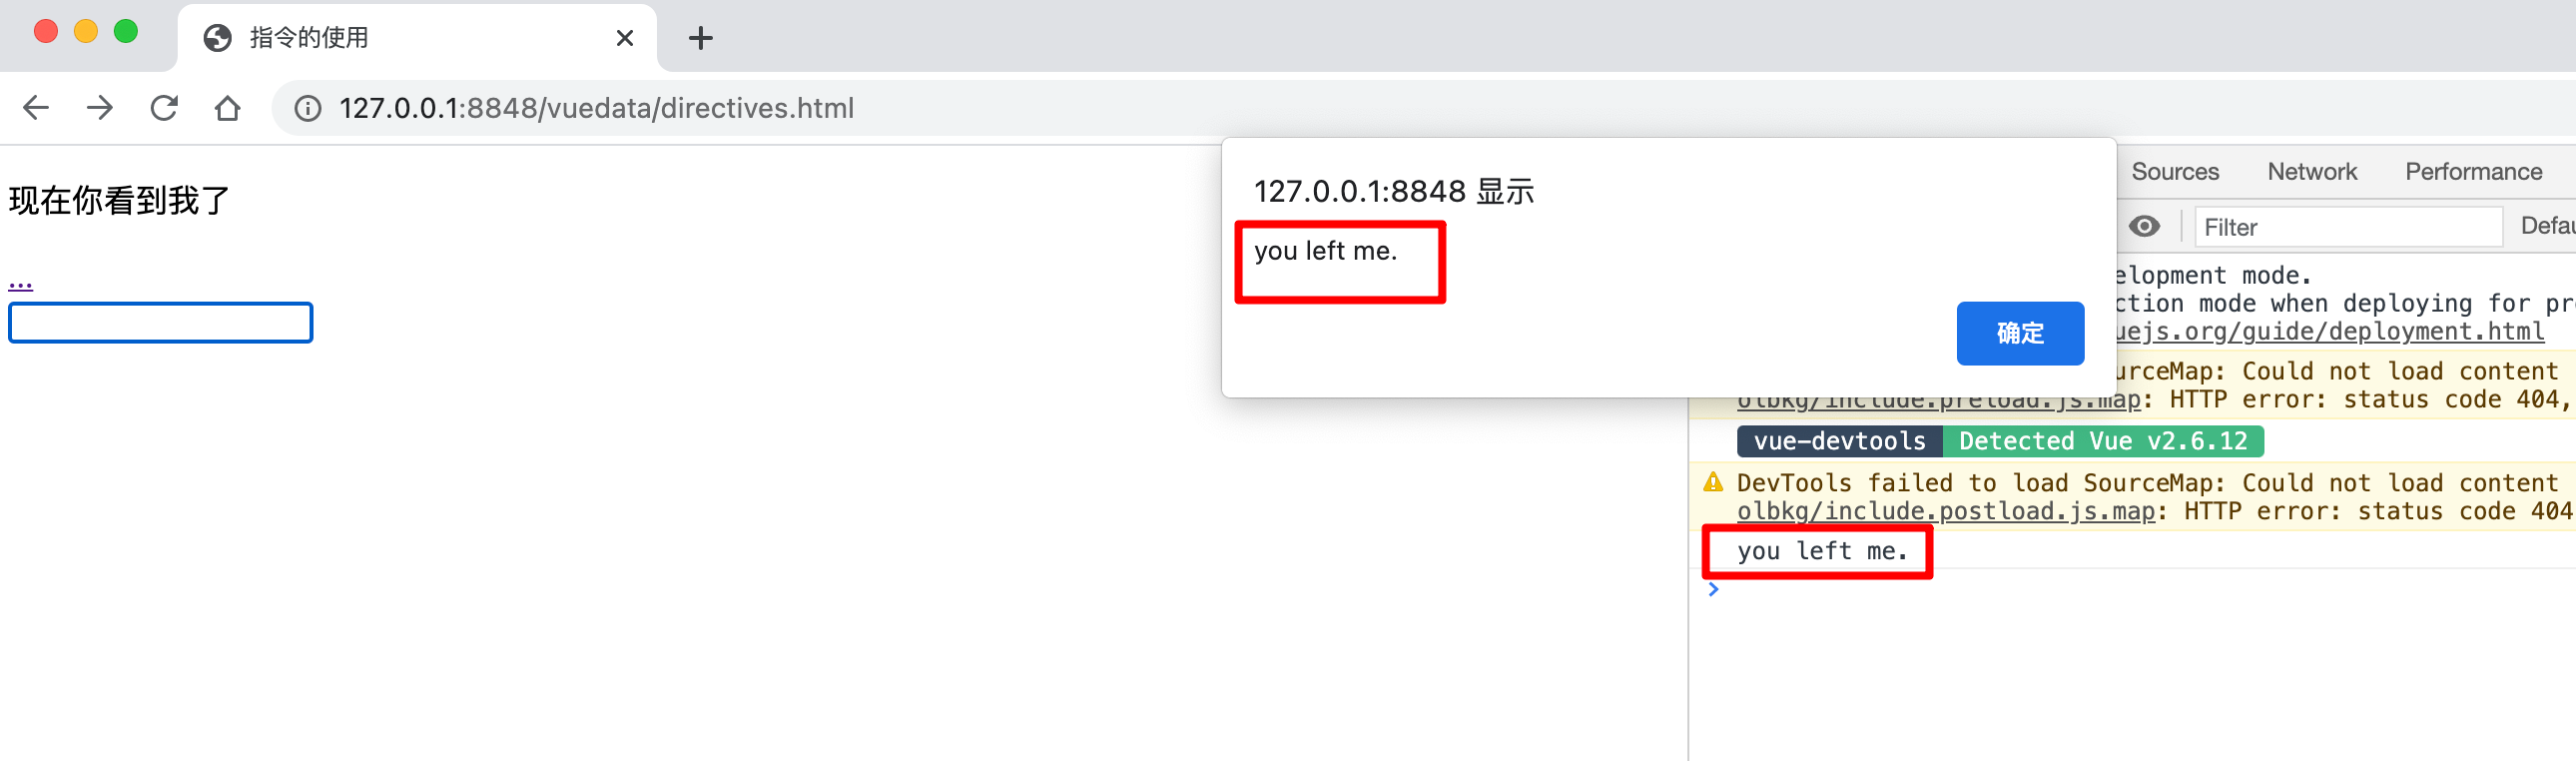 指令的使用
127.0.0.1:8848/vuedata/directives.html
现在你看到我了
...
127.0.0.1:8848 显示
you left me.
确定
Sources Network Performance
Filter Defau
elopment mode.
ction mode when deploying for pr
uejs.org/guide/deployment.html
urceMap: Could not load content
olbkg/include.preload.js.map: HTTP error: status code 404,
vue-devtools Detected Vue v2.6.12
DevTools failed to load SourceMap: Could not load content
olbkg/include.postload.js.map: HTTP error: status code 404
you left me.